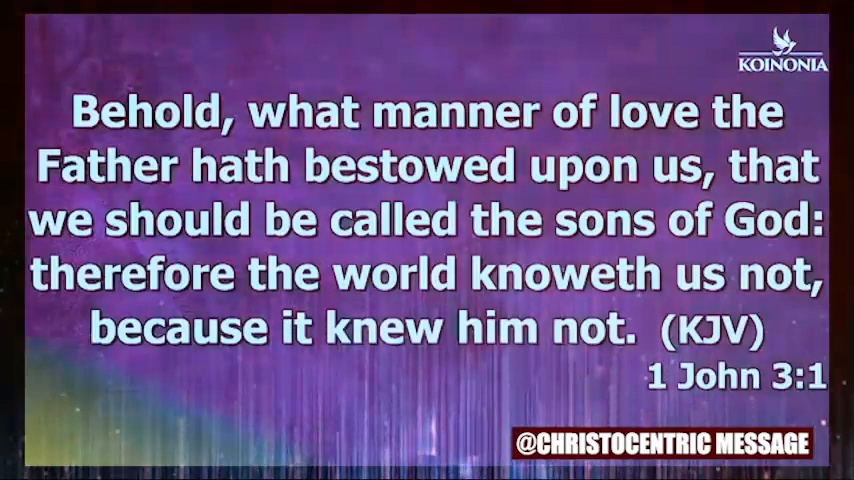 KOINONIA
Behold, what manner of love the
Father hath bestowed upon us, that
we should be called the sons of God:
therefore the world knoweth us not,
because it knew him not. (KJV)
1 John 3:1
@CHRISTOCENTRIC MESSAGE